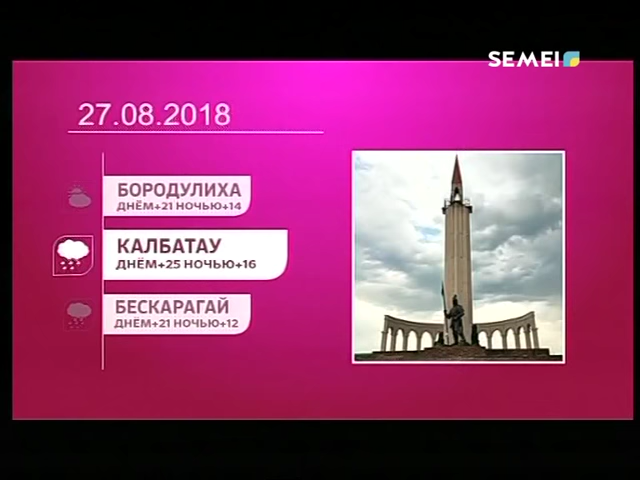 SEMEI
27.08.2018
БОРОДУЛИХА
ДНЁМ+21 НОЧЬЮ+14
КАЛБАТАУ
ДНЁМ+25 НОЧЬЮ+16
БЕСКАРАГАЙ
ДНЁМ+21 НОЧЬЮ+12